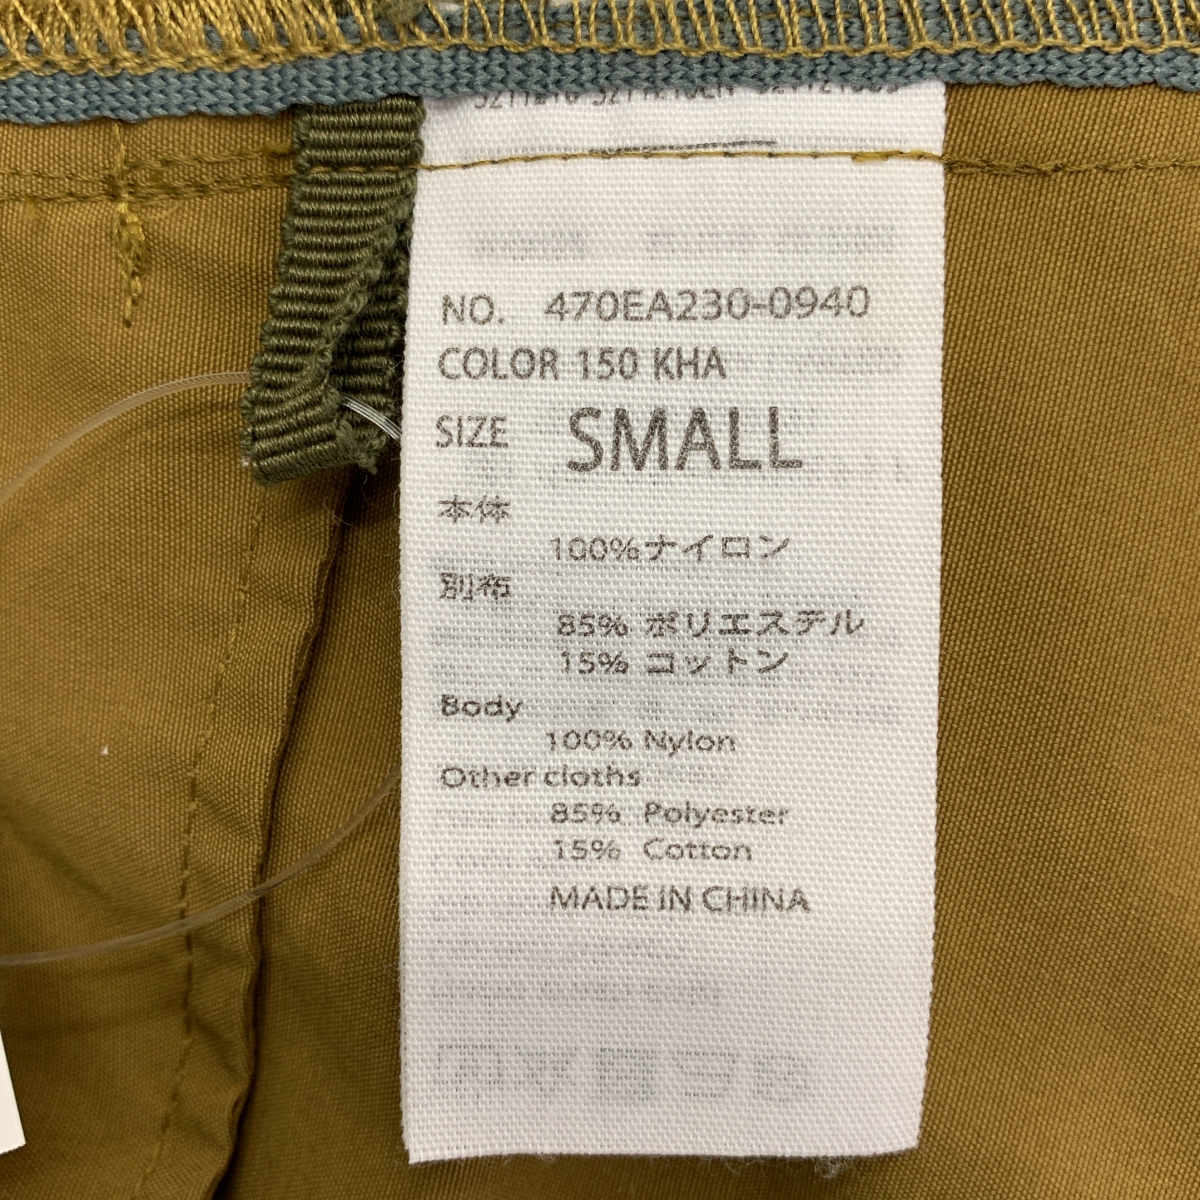 NO. 470EA230-0940
COLOR 150 KHA
SIZE SMALL
本体
100%ナイロン
別布
85% ポリエステル
15% コットン
Body
100% Nylon
Other cloths
85% Polyester
15% Cotton
MADE IN CHINA